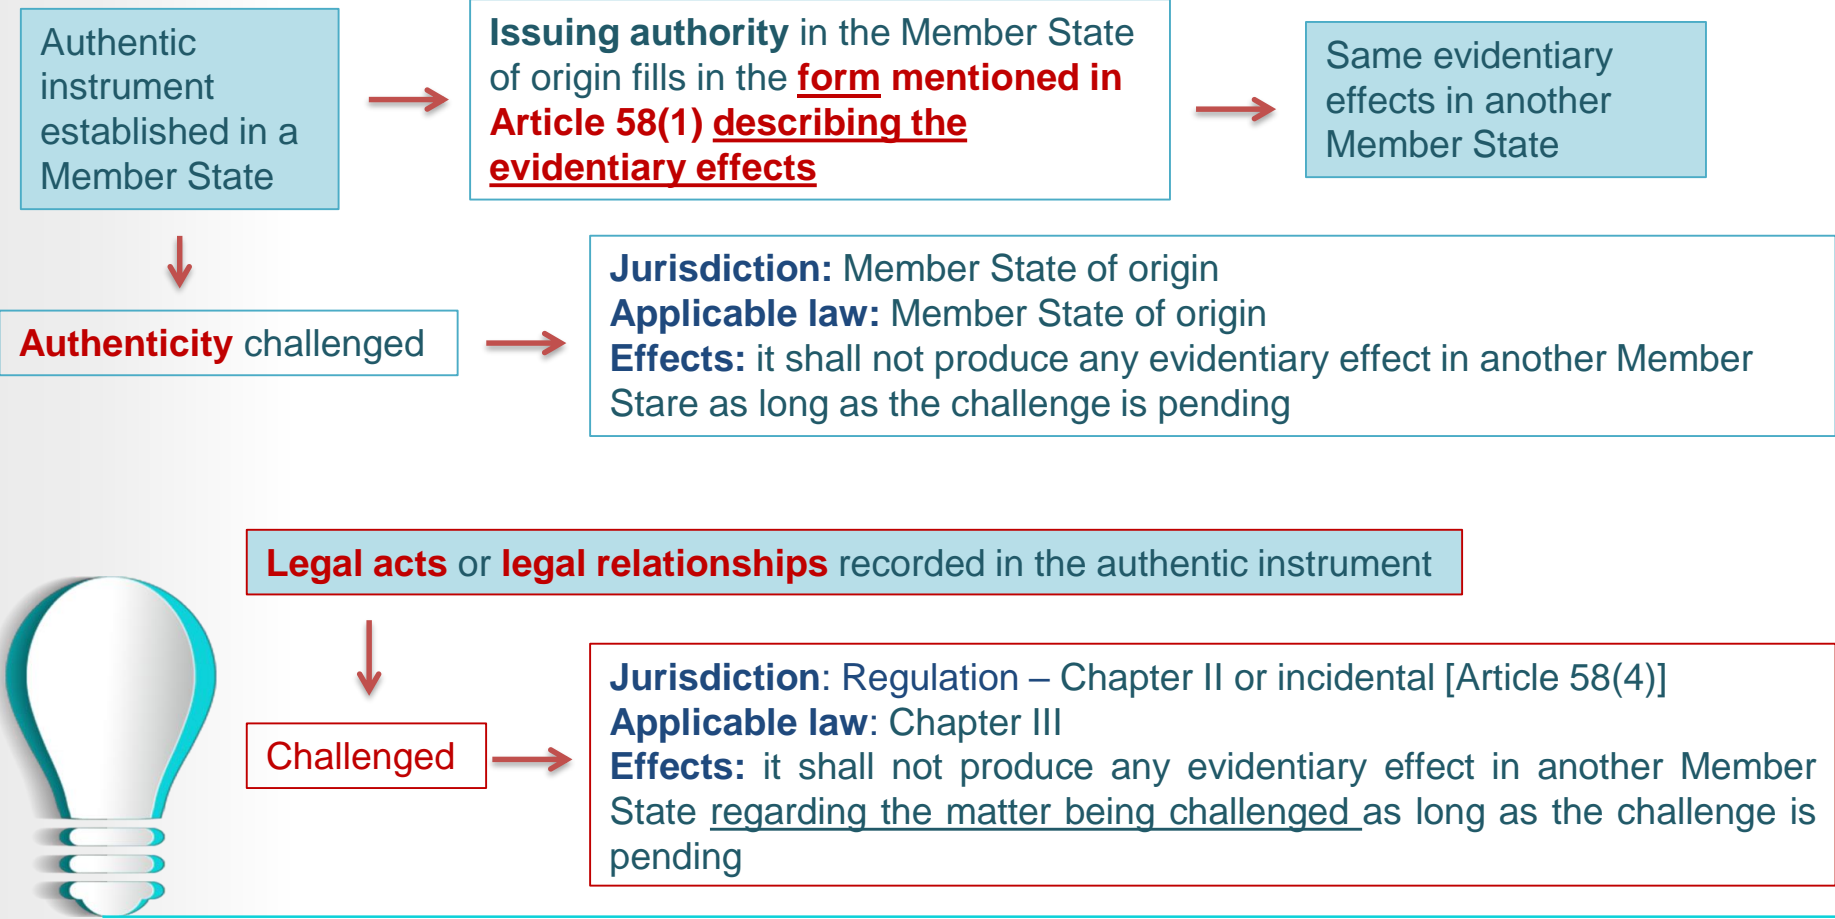 Authentic
instrument
established in a
Member State
Issuing authority in the Member State
of origin fills in the form mentioned in
Article 58(1) describing the
evidentiary effects
Same evidentiary
effects in another
Member State
Authenticity challenged
Jurisdiction: Member State of origin
Applicable law: Member State of origin
Effects: it shall not produce any evidentiary effect in another Member
Stare as long as the challenge is pending
Legal acts or legal relationships recorded in the authentic instrument
Challenged
Jurisdiction: Regulation – Chapter II or incidental [Article 58(4)]
Applicable law: Chapter III
Effects: it shall not produce any evidentiary effect in another Member
State regarding the matter being challenged as long as the challenge is
pending